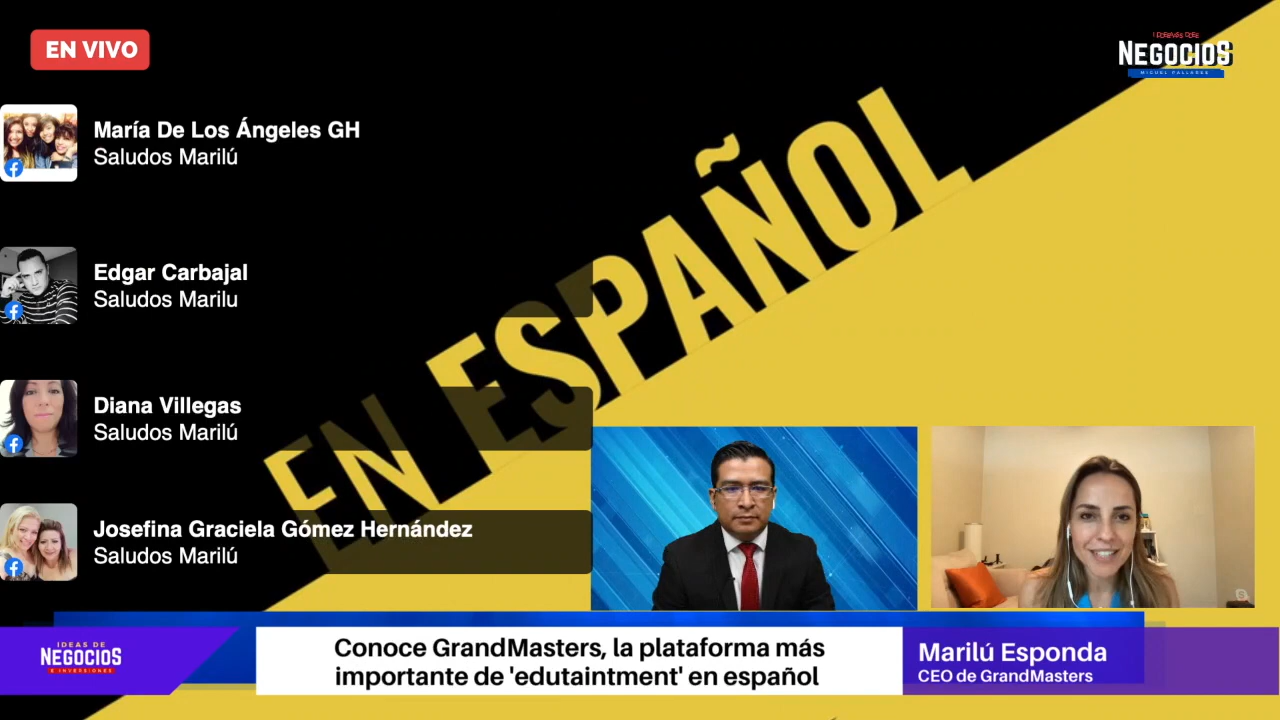 EN VIVO
NEGOCIOS
María De Los Ángeles GH
Saludos Marilú
Edgar Carbajal
Saludos Marilu
Diana Villegas
Saludos Marilú
Josefina Graciela Gómez Hernández
Saludos Marilú
EN ESPAÑOL
IDEAS DE
NEGOCIOS
E INVERSIONES
Conoce GrandMasters, la plataforma más
importante de 'edutaintment' en español
Marilú Esponda
CEO de GrandMasters